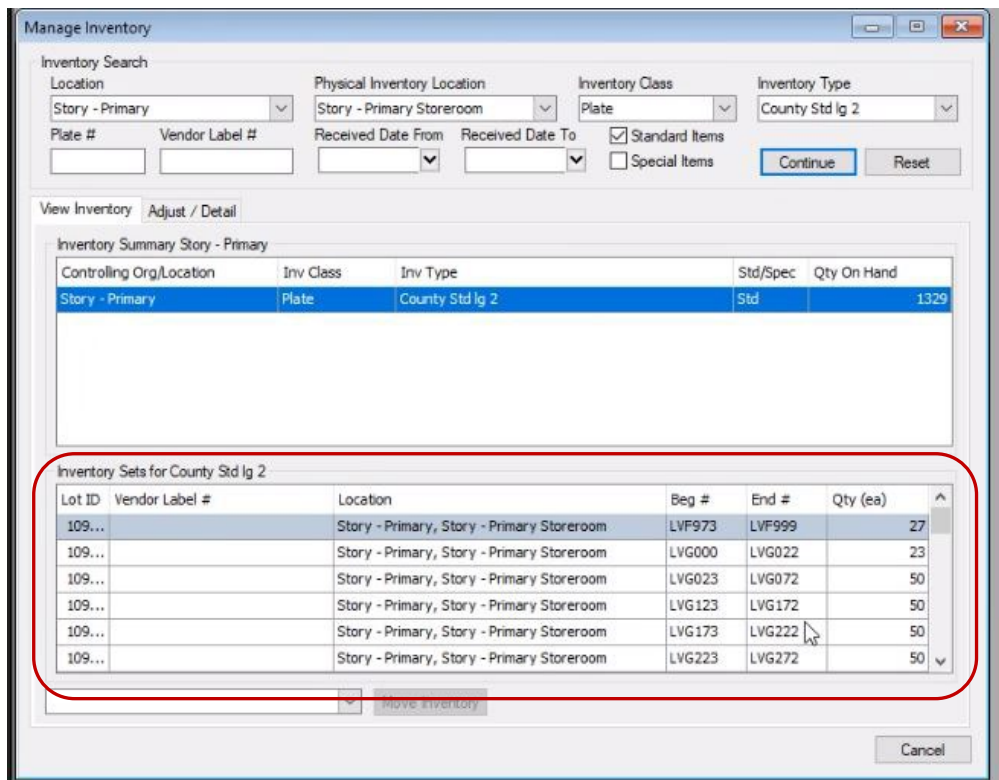 Manage Inventory
Inventory Search
Location Physical Inventory Location Inventory Class Inventory Type
Story - Primary Story - Primary Storeroom Plate County Std lg 2
Plate # Vendor Label # Received Date From Received Date To Standard Items
Special Items Continue Reset
View Inventory Adjust / Detail
Inventory Summary Story - Primary
Controlling Org/Location Inv Class Inv Type Std/Spec Qty On Hand
Story - Primary Plate County Std lg 2 Std 1329
Inventory Sets for County Std lg 2
Lot ID Vendor Label # Location Beg # End # Qty (ea)
109... Story - Primary, Story - Primary Storeroom LVF973 LVF999 27
109... Story - Primary, Story - Primary Storeroom LVG000 LVG022 23
109... Story - Primary, Story - Primary Storeroom LVG023 LVG072 50
109... Story - Primary, Story - Primary Storeroom LVG123 LVG172 50
109... Story - Primary, Story - Primary Storeroom LVG173 LVG222 50
109... Story - Primary, Story - Primary Storeroom LVG223 LVG272 50
Move Inventory
Cancel